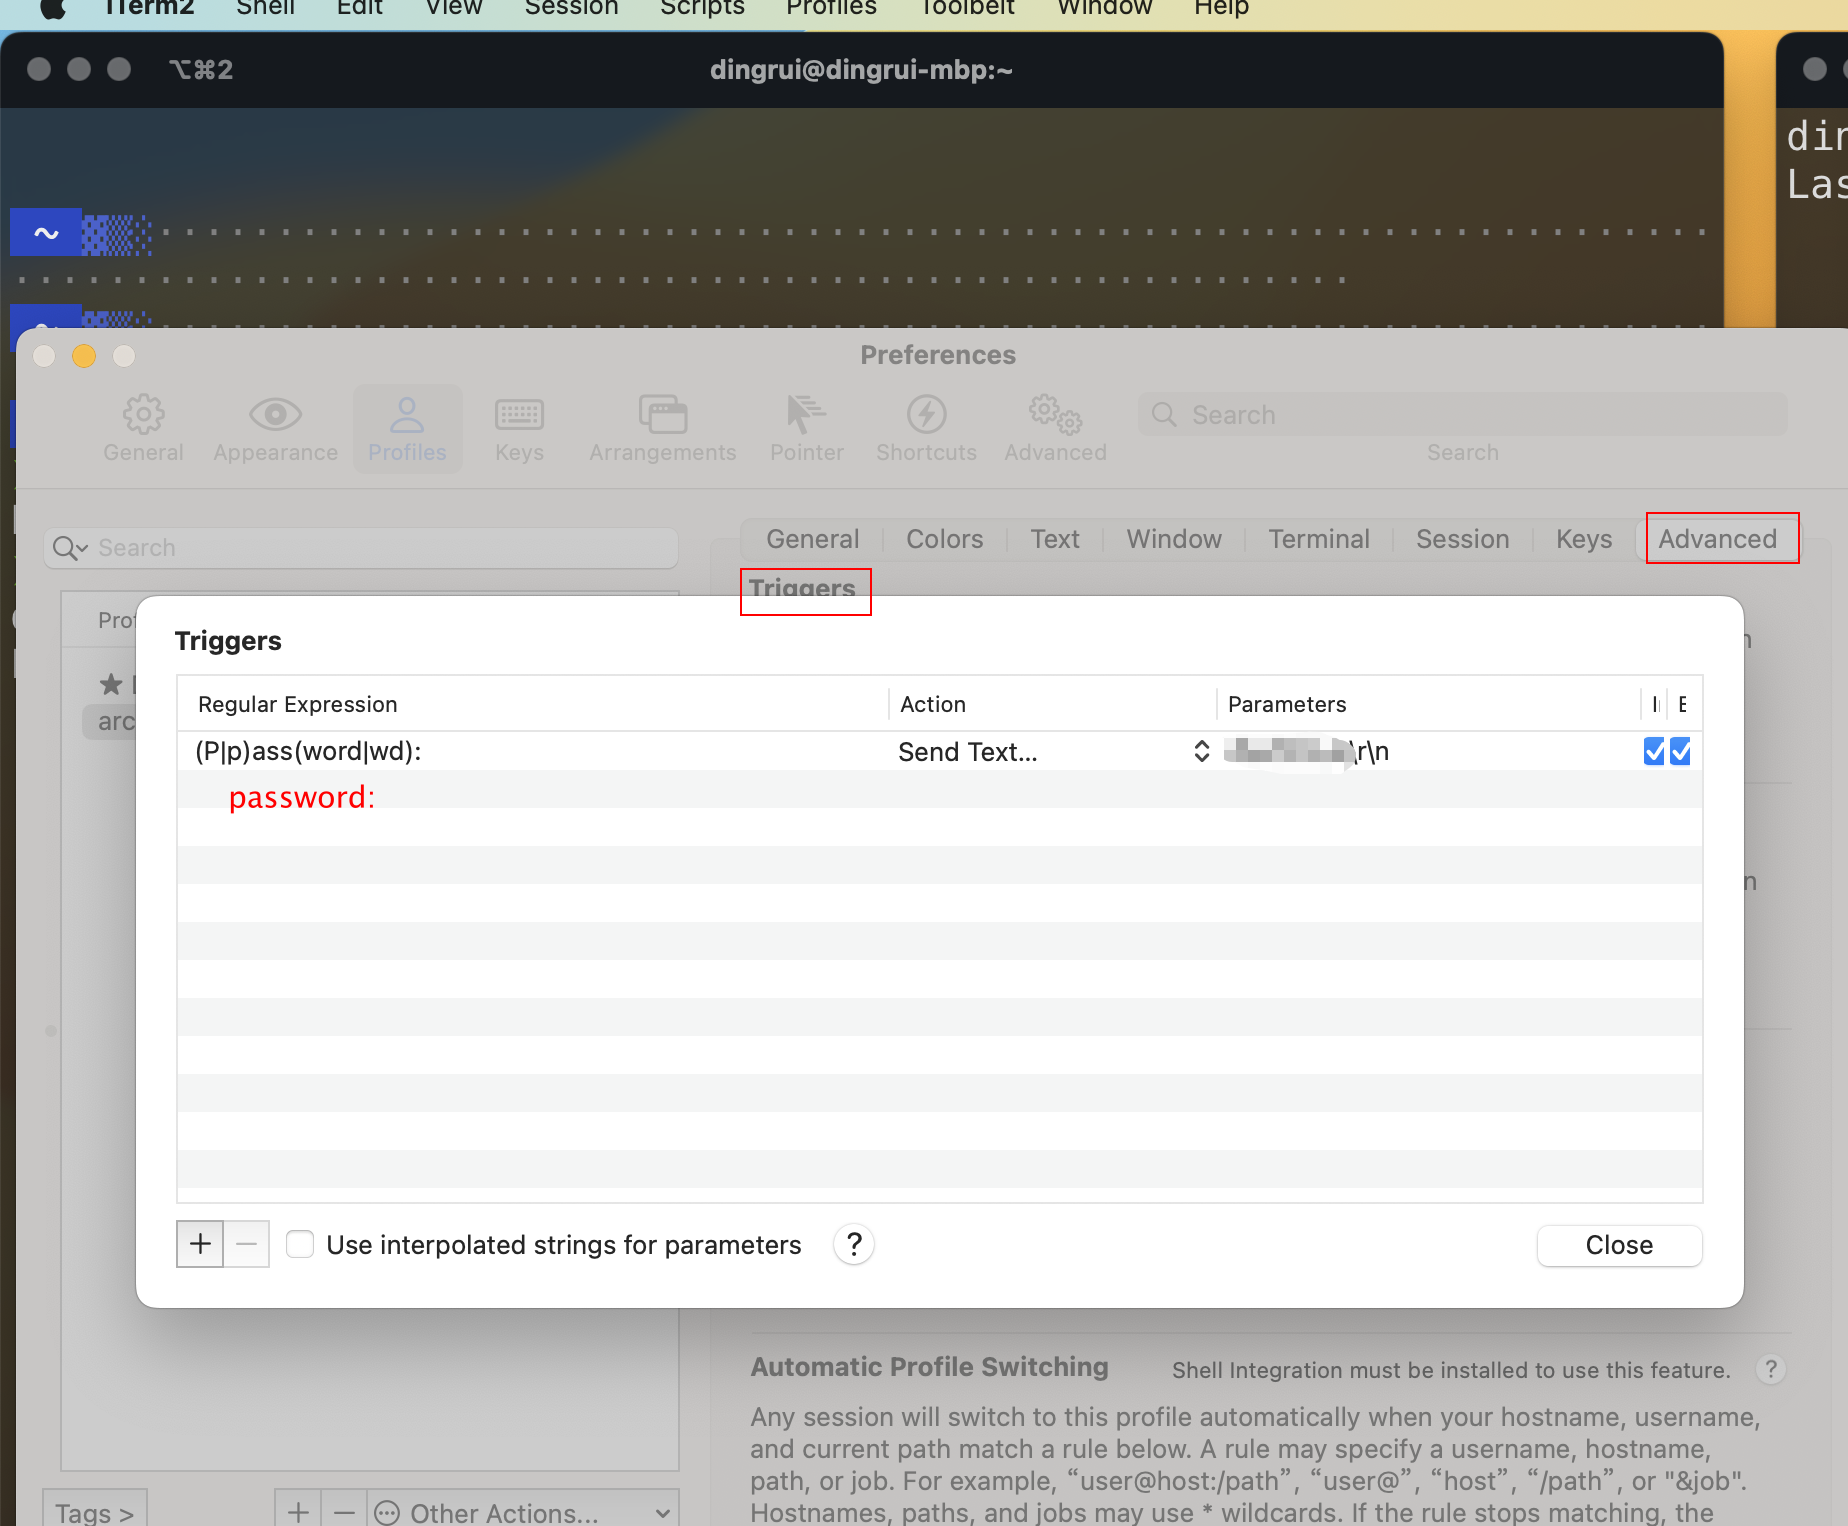 iTerm2 Shell Edit View Session Scripts Profiles Toolbelt Window Help
⌥⌘2 dingrui@dingrui-mbp:~
din
Las
~
~
Preferences
General Appearance Profiles Keys Arrangements Pointer Shortcuts Advanced Search
Search
Search
General Colors Text Window Terminal Session Keys Advanced
Triggers
Prof
arc
Triggers
Regular Expression Action Parameters I E
(P|p)ass(word|wd): Send Text... \r\n
password:
+ − Use interpolated strings for parameters ? Close
Automatic Profile Switching Shell Integration must be installed to use this feature. ?
Any session will switch to this profile automatically when your hostname, username,
and current path match a rule below. A rule may specify a username, hostname,
path, or job. For example, “user@host:/path”, “user@”, “host”, “/path”, or "&job".
Hostnames, paths, and jobs may use * wildcards. If the rule stops matching, the
Tags > + − Other Actions...